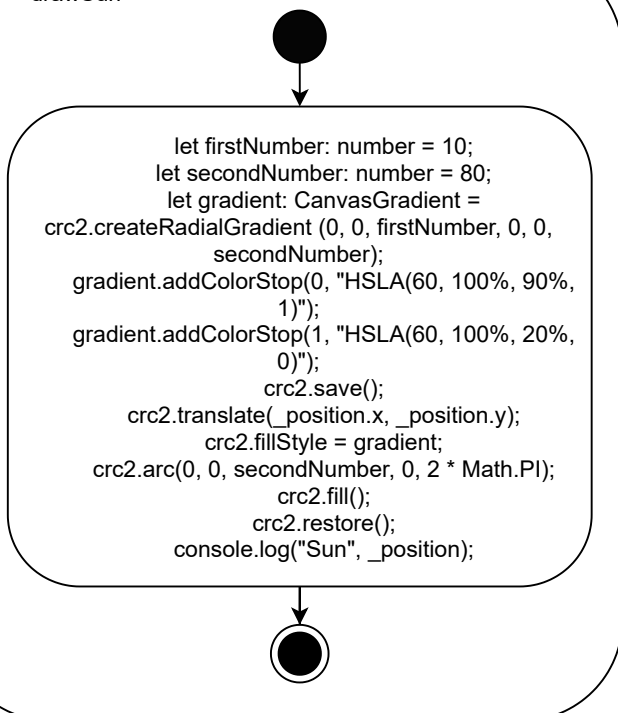 let firstNumber: number = 10;
let secondNumber: number = 80;
let gradient: CanvasGradient =
crc2.createRadialGradient (0, 0, firstNumber, 0, 0,
secondNumber);
gradient.addColorStop(0, "HSLA(60, 100%, 90%,
1)");
gradient.addColorStop(1, "HSLA(60, 100%, 20%,
0)");
crc2.save();
crc2.translate(_position.x, _position.y);
crc2.fillStyle = gradient;
crc2.arc(0, 0, secondNumber, 0, 2 * Math.PI);
crc2.fill();
crc2.restore();
console.log("Sun", _position);